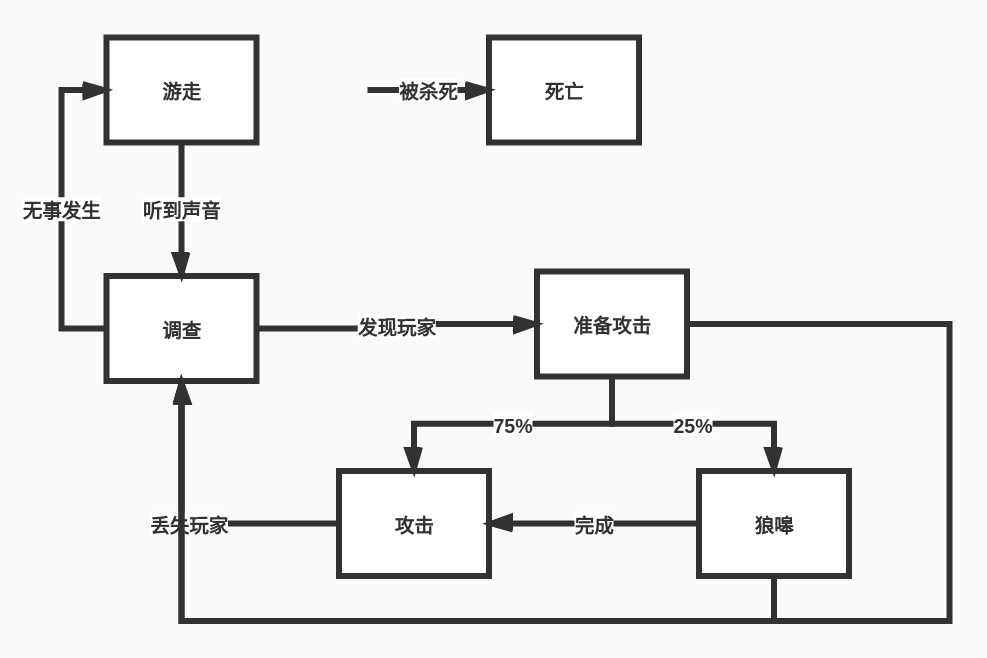 游走
被杀死
死亡
无事发生
听到声音
调查
发现玩家
准备攻击
75%
25%
丢失玩家
攻击
完成
狼嗥